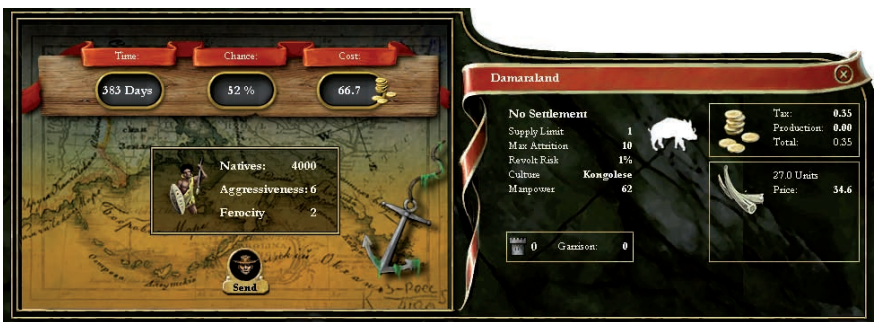 Time:
Chance:
Cost:
383 Days
52 %
66.7
Natives: 4000
Aggressiveness: 6
Ferocity 2
Send
Damaraland
No Settlement
Supply Limit 1
Max Attrition 10
Revolt Risk 1%
Culture Kongolese
Manpower 62
0 Garrison: 0
Tax: 0.35
Production: 0.00
Total: 0.35
27.0 Units
Price: 34.6